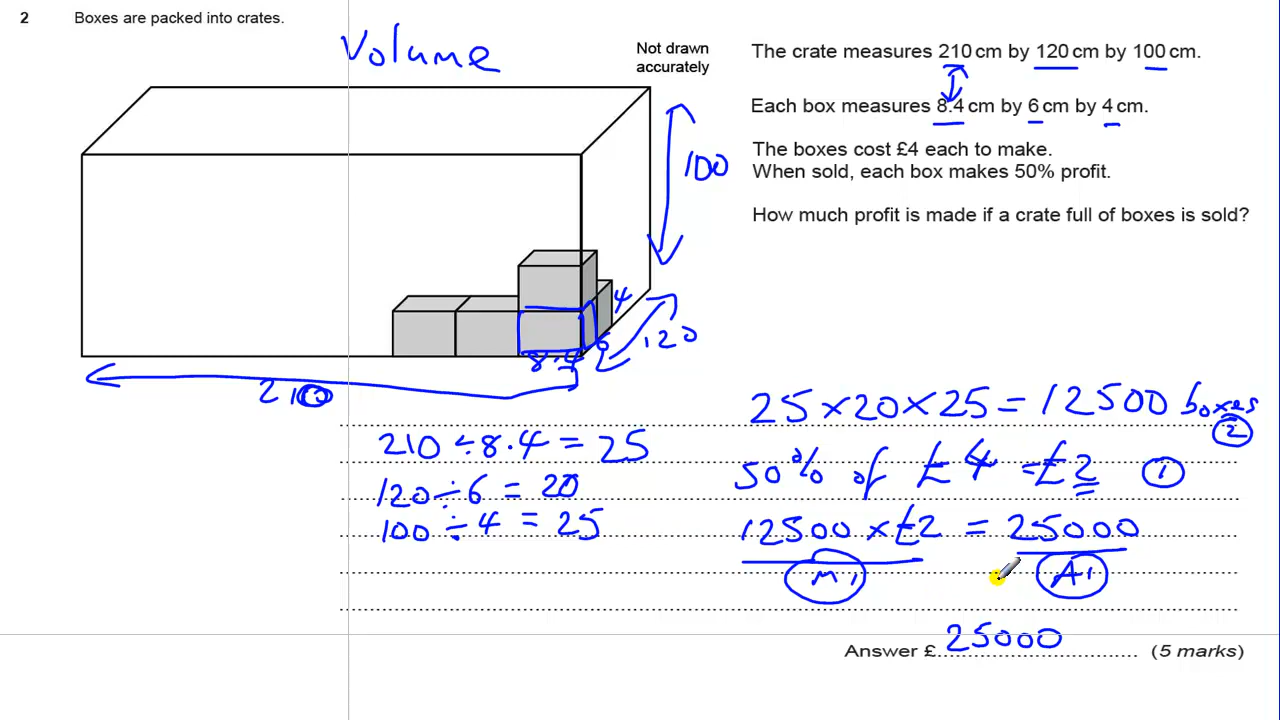 2 Boxes are packed into crates.
Volume
Not drawn
accurately
The crate measures 210 cm by 120 cm by 100 cm.
Each box measures 8.4 cm by 6 cm by 4 cm.
The boxes cost £4 each to make.
When sold, each box makes 50% profit.
How much profit is made if a crate full of boxes is sold?
100
4
6
120
8.4
210
210 ÷ 8.4 = 25
120 ÷ 6 = 20
100 ÷ 4 = 25
25 × 20 × 25 = 12500 boxes
2
50% of £4 = £2 1
12500 × £2 = 25000
M1 A1
Answer £ 25000 (5 marks)